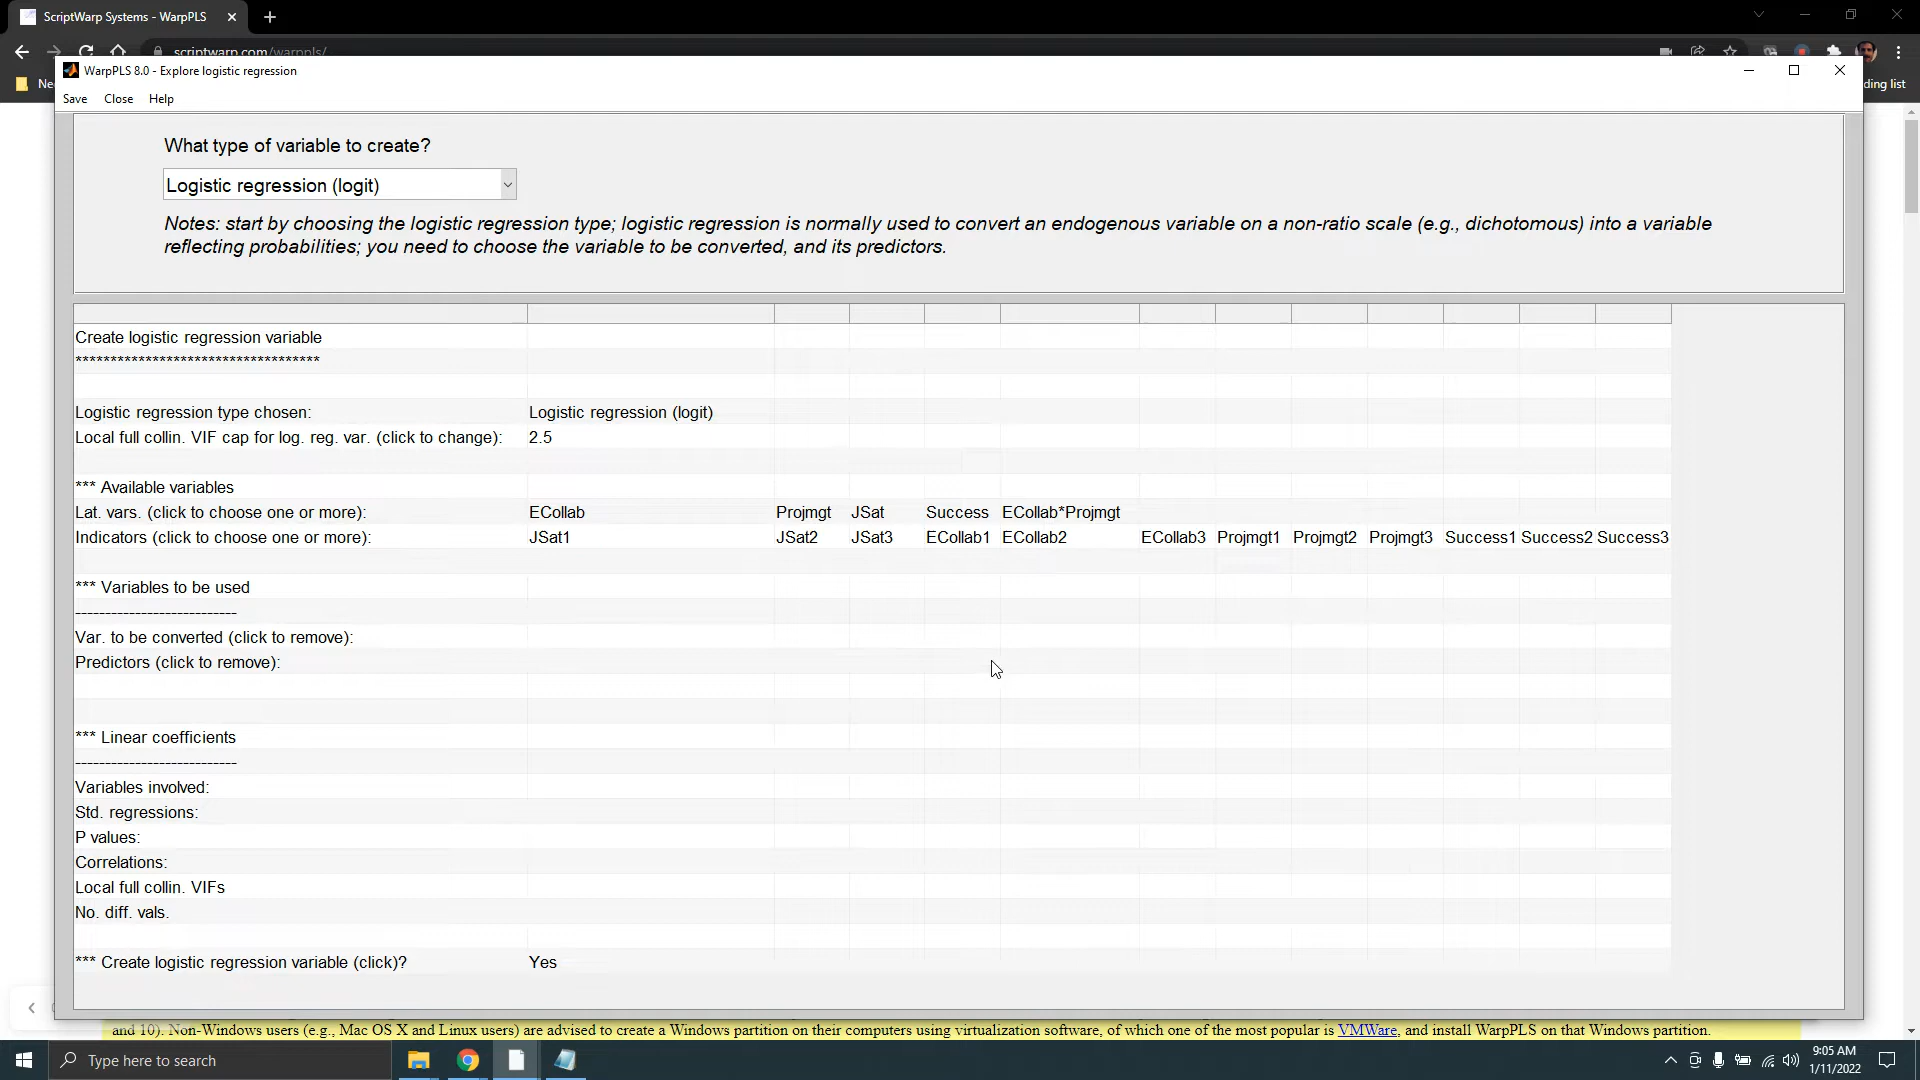 ScriptWarp Systems - WarpPLS
scriptwarp.com/warppls/
WarpPLS 8.0 - Explore logistic regression
ding list
Save Close Help
What type of variable to create?
Logistic regression (logit)
Notes: start by choosing the logistic regression type; logistic regression is normally used to convert an endogenous variable on a non-ratio scale (e.g., dichotomous) into a variable
reflecting probabilities; you need to choose the variable to be converted, and its predictors.
Create logistic regression variable
***********************************
Logistic regression type chosen: Logistic regression (logit)
Local full collin. VIF cap for log. reg. var. (click to change): 2.5
*** Available variables
Lat. vars. (click to choose one or more): ECollab Projmgt JSat Success ECollab*Projmgt
Indicators (click to choose one or more): JSat1 JSat2 JSat3 ECollab1 ECollab2 ECollab3 Projmgt1 Projmgt2 Projmgt3 Success1 Success2 Success3
*** Variables to be used
---------------------------
Var. to be converted (click to remove):
Predictors (click to remove):
*** Linear coefficients
---------------------------
Variables involved:
Std. regressions:
P values:
Correlations:
Local full collin. VIFs
No. diff. vals.
*** Create logistic regression variable (click)? Yes
and 10). Non-Windows users (e.g., Mac OS X and Linux users) are advised to create a Windows partition on their computers using virtualization software, of which one of the most popular is VMWare, and install WarpPLS on that Windows partition.
Type here to search
9:05 AM
1/11/2022